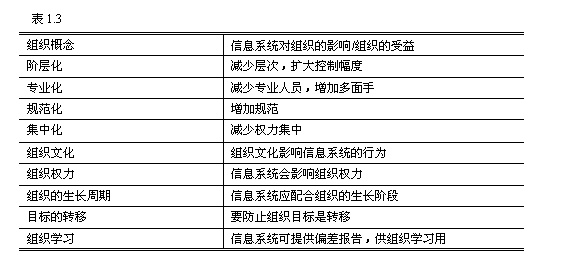 表 1.3
组织概念 信息系统对组织的影响/组织的受益
阶层化 减少层次，扩大控制幅度
专业化 减少专业人员，增加多面手
规范化 增加规范
集中化 减少权力集中
组织文化 组织文化影响信息系统的行为
组织权力 信息系统会影响组织权力
组织的生长周期 信息系统应配合组织的生长阶段
目标的转移 要防止组织目标是转移
组织学习 信息系统可提供偏差报告，供组织学习用